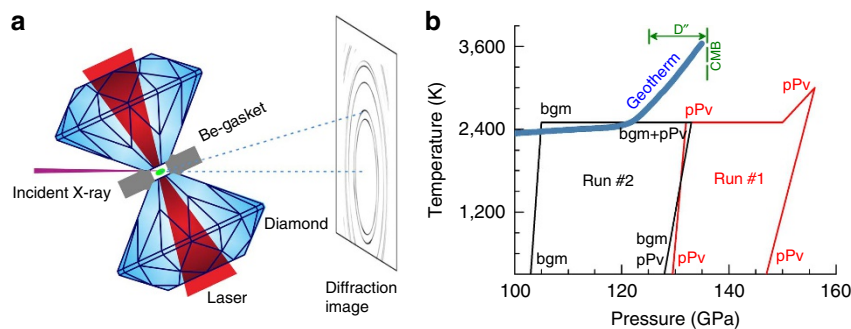 a
Be-gasket
Incident X-ray
Diamond
Laser
Diffraction
image
b
D″
CMB
3,600
2,400
1,200
Temperature (K)
Geotherm
bgm
pPv
pPv
bgm+pPv
Run #2
Run #1
bgm
bgm
pPv
pPv
pPv
100
120
140
160
Pressure (GPa)